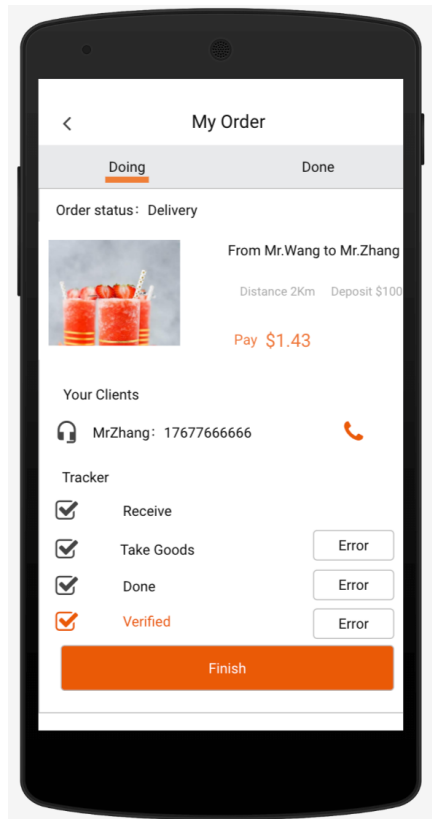 My Order
Doing Done
Order status: Delivery
From Mr.Wang to Mr.Zhang
Distance 2Km Deposit $100
Pay $1.43
Your Clients
MrZhang: 17677666666
Tracker
Receive
Take Goods Error
Done Error
Verified Error
Finish